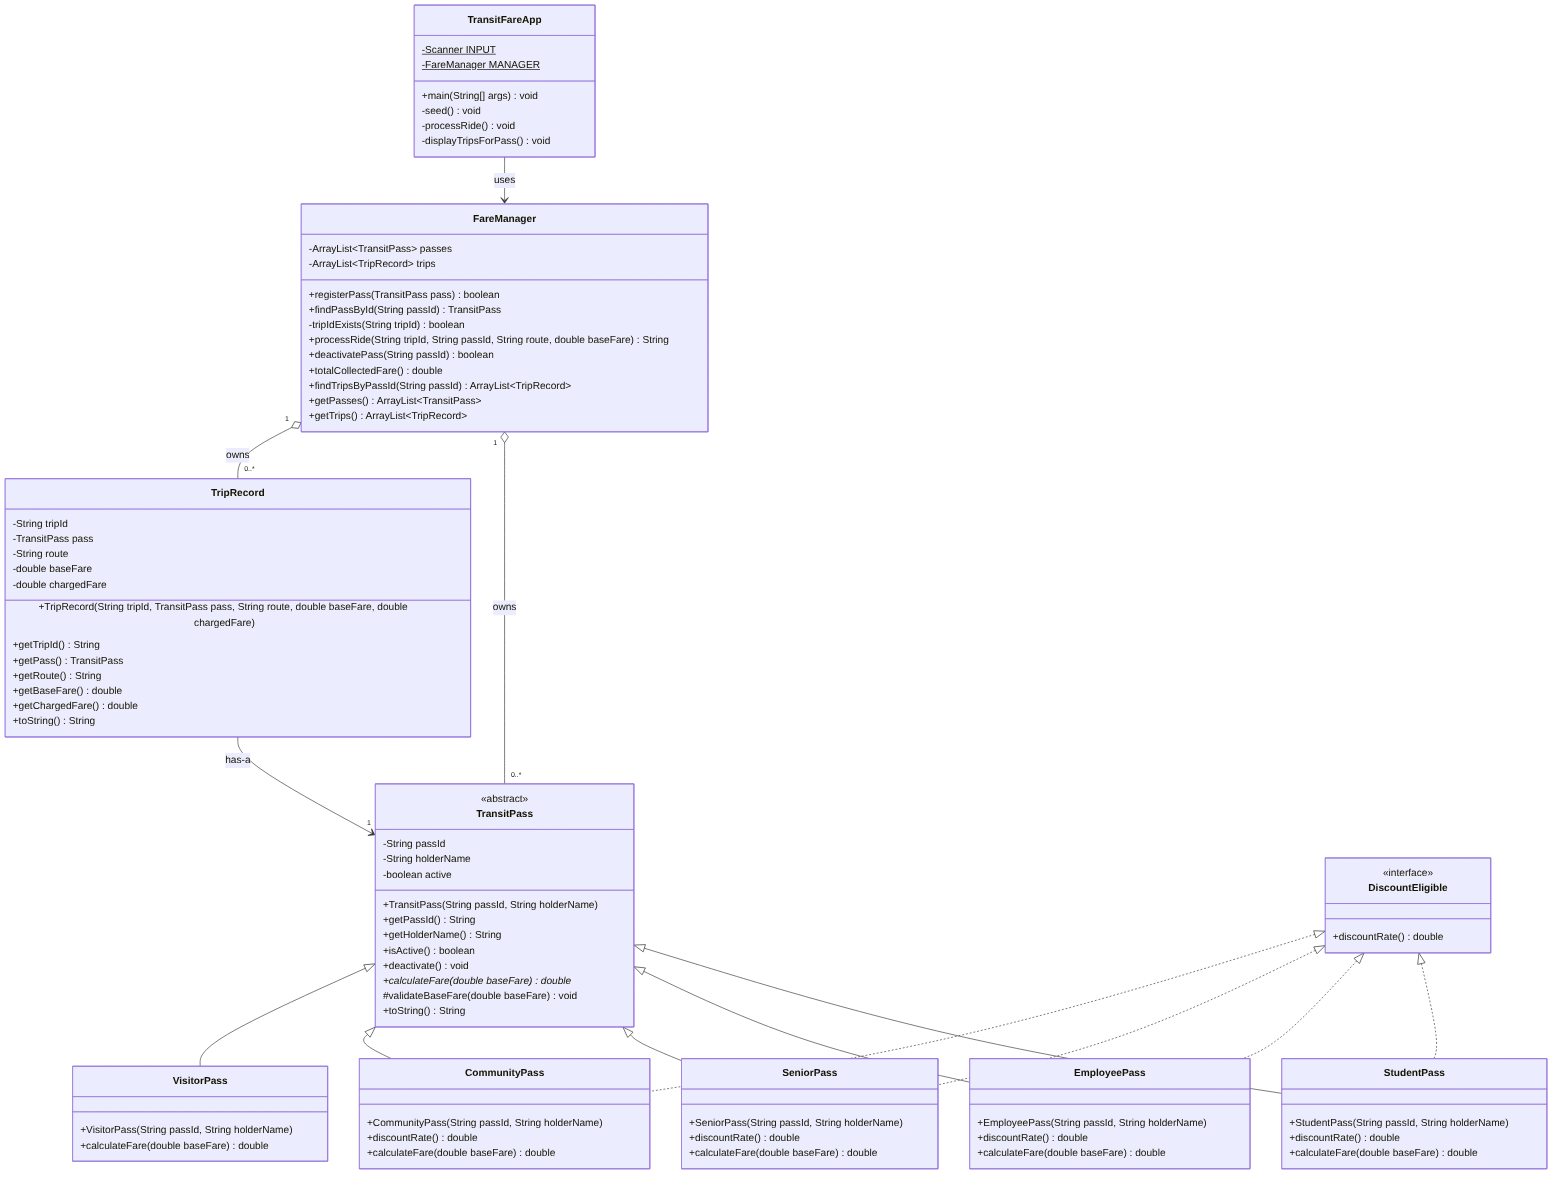 TransitFareApp
-Scanner INPUT
-FareManager MANAGER
+main(String[] args) : void
-seed() : void
-processRide() : void
-displayTripsForPass() : void
uses
FareManager
-ArrayList<TransitPass> passes
-ArrayList<TripRecord> trips
+registerPass(TransitPass pass) : boolean
+findPassById(String passId) : TransitPass
-tripIdExists(String tripId) : boolean
+processRide(String tripId, String passId, String route, double baseFare) : String
+deactivatePass(String passId) : boolean
+totalCollectedFare() : double
+findTripsByPassId(String passId) : ArrayList<TripRecord>
+getPasses() : ArrayList<TransitPass>
+getTrips() : ArrayList<TripRecord>
1
1
owns
0..*
TripRecord
-String tripId
-TransitPass pass
-String route
-double baseFare
-double chargedFare
+TripRecord(String tripId, TransitPass pass, String route, double baseFare, double
chargedFare)
+getTripId() : String
+getPass() : TransitPass
+getRoute() : String
+getBaseFare() : double
+getChargedFare() : double
+toString() : String
owns
has-a
0..*
1
«abstract»
TransitPass
-String passId
-String holderName
-boolean active
+TransitPass(String passId, String holderName)
+getPassId() : String
+getHolderName() : String
+isActive() : boolean
+deactivate() : void
+calculateFare(double baseFare) : double
#validateBaseFare(double baseFare) : void
+toString() : String
«interface»
DiscountEligible
+discountRate() : double
VisitorPass
+VisitorPass(String passId, String holderName)
+calculateFare(double baseFare) : double
CommunityPass
+CommunityPass(String passId, String holderName)
+discountRate() : double
+calculateFare(double baseFare) : double
SeniorPass
+SeniorPass(String passId, String holderName)
+discountRate() : double
+calculateFare(double baseFare) : double
EmployeePass
+EmployeePass(String passId, String holderName)
+discountRate() : double
+calculateFare(double baseFare) : double
StudentPass
+StudentPass(String passId, String holderName)
+discountRate() : double
+calculateFare(double baseFare) : double